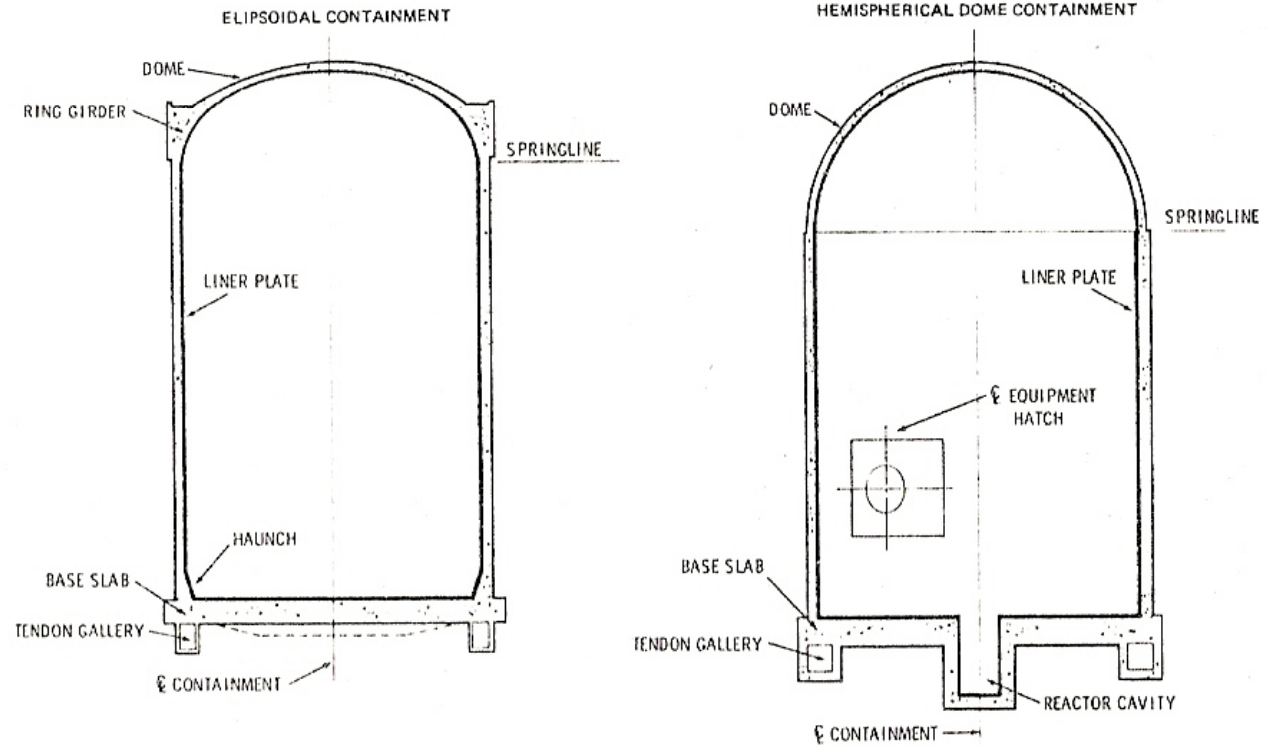 ELIPSOIDAL CONTAINMENT
DOME
RING GIRDER
SPRINGLINE
LINER PLATE
HAUNCH
BASE SLAB
TENDON GALLERY
℄ CONTAINMENT
HEMISPHERICAL DOME CONTAINMENT
DOME
SPRINGLINE
LINER PLATE
℄ EQUIPMENT
HATCH
BASE SLAB
TENDON GALLERY
REACTOR CAVITY
℄ CONTAINMENT